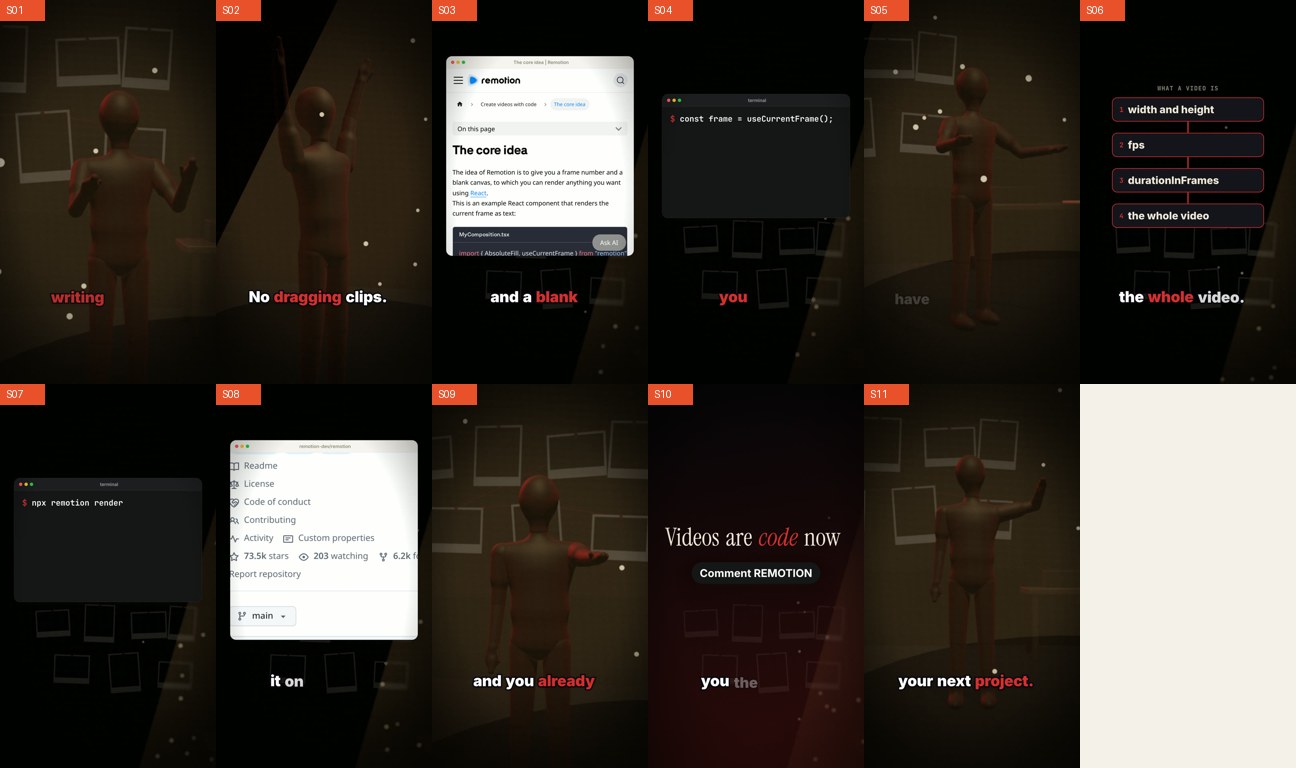 S01
writing
S02
No dragging clips.
S03
The core idea | Remotion
remotion
Create videos with code
The core idea
On this page
The core idea
The idea of Remotion is to give you a frame number and a
blank canvas, to which you can render anything you want
using React.
This is an example React component that renders the
current frame as text:
MyComposition.tsx
Ask AI
import { AbsoluteFill, useCurrentFrame } from "remotion"
and a blank
S04
terminal
$ const frame = useCurrentFrame();
you
S05
have
S06
WHAT A VIDEO IS
1 width and height
2 fps
3 durationInFrames
4 the whole video
the whole video.
S07
terminal
$ npx remotion render
S08
remotion-dev/remotion
Readme
License
Code of conduct
Contributing
Activity
Custom properties
73.5k stars
203 watching
6.2k
Report repository
main
it on
S09
and you already
S10
Videos are code now
Comment REMOTION
you the
S11
your next project.